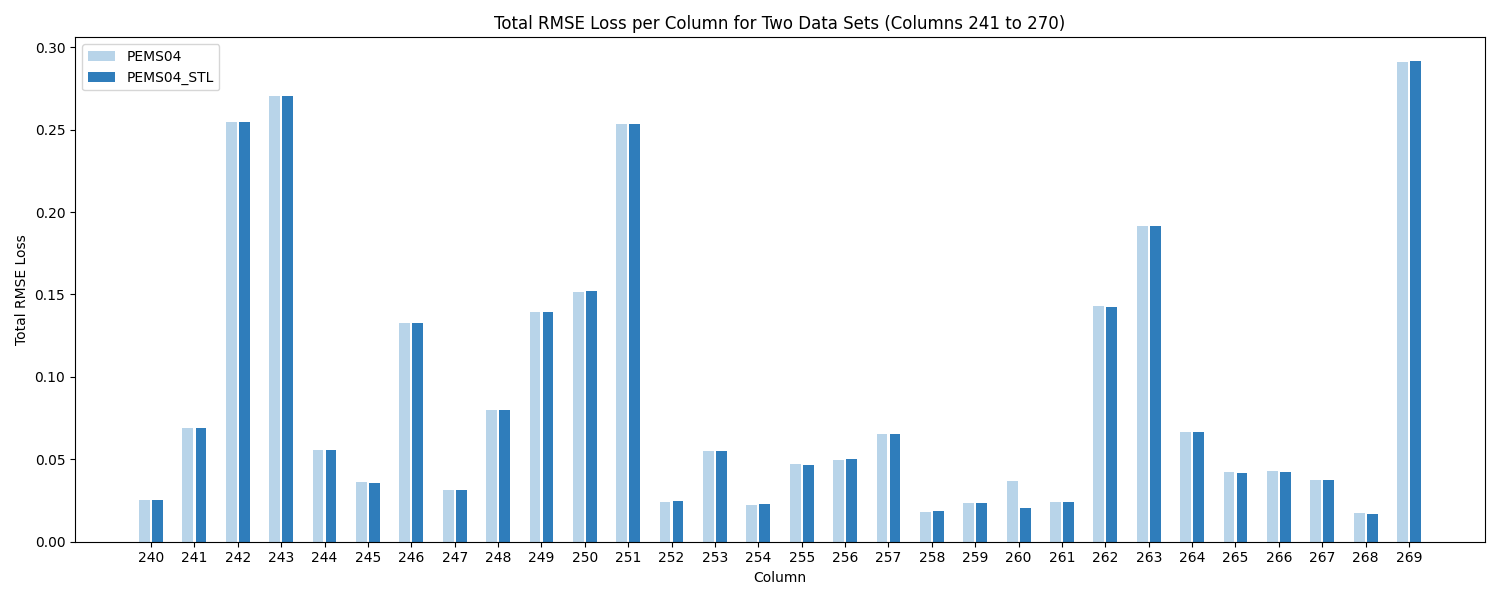 Total RMSE Loss per Column for Two Data Sets (Columns 241 to 270)
PEMS04
PEMS04_STL
Total RMSE Loss
0.30
0.25
0.20
0.15
0.10
0.05
0.00
240 241 242 243 244 245 246 247 248 249 250 251 252 253 254 255 256 257 258 259 260 261 262 263 264 265 266 267 268 269
Column